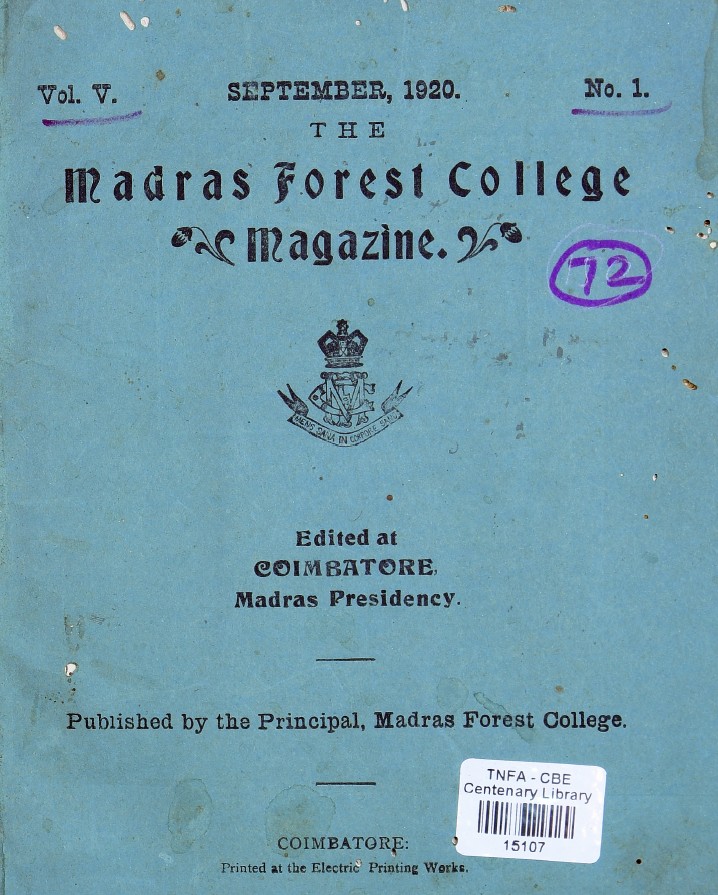 Vol. V. SEPTEMBER, 1920. No. 1.
THE
Madras Forest College
Magazine.
72
MENS SANA IN CORPORE SANO
Edited at
COIMBATORE,
Madras Presidency.
Published by the Principal, Madras Forest College.
TNFA - CBE
Centenary Library
15107
COIMBATORE:
Printed at the Electric Printing Works.